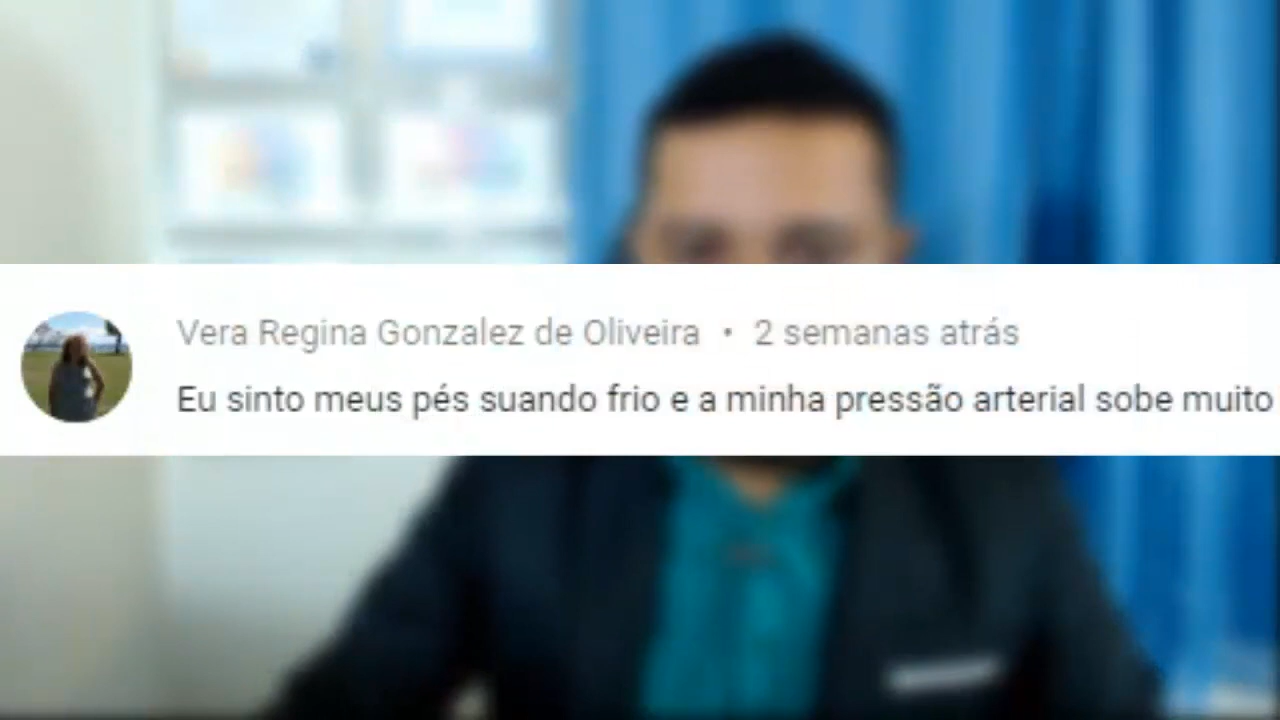 Vera Regina Gonzalez de Oliveira • 2 semanas atrás
Eu sinto meus pés suando frio e a minha pressão arterial sobe muito